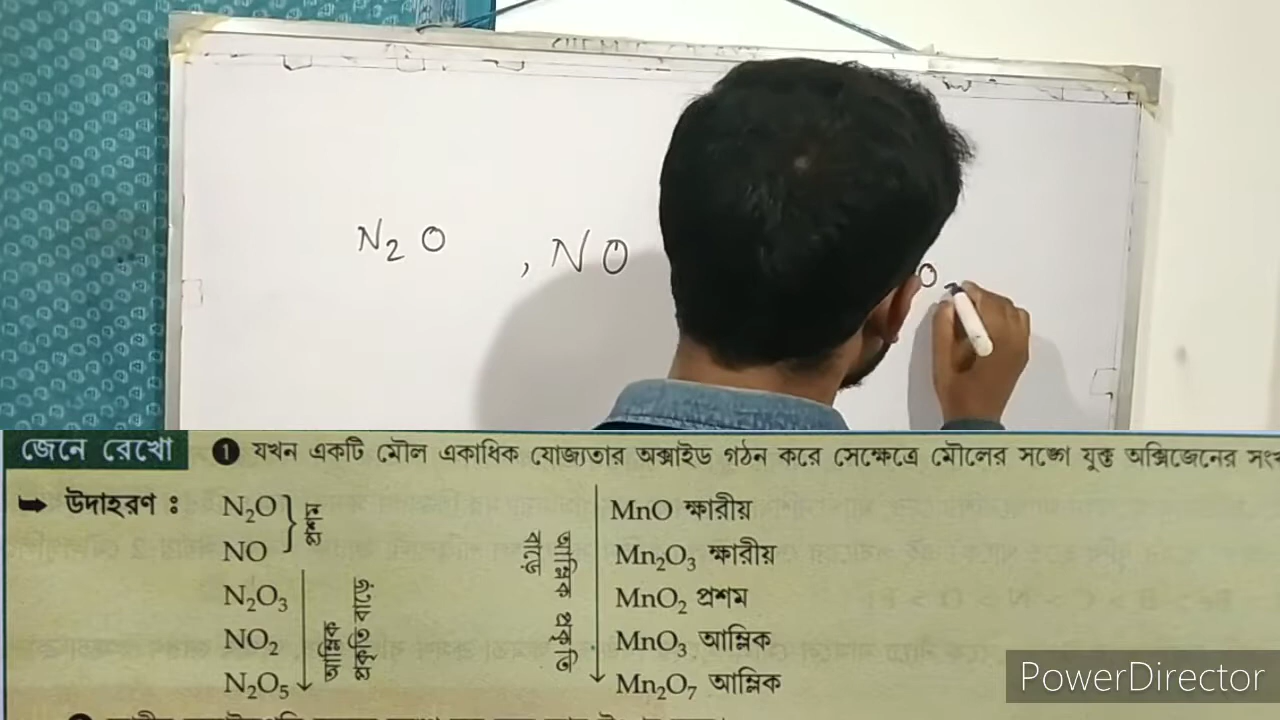 N₂O , NO
O
জেনে রেখো ❶ যখন একটি মৌল একাধিক যোজ্যতার অক্সাইড গঠন করে সেক্ষেত্রে মৌলের সঙ্গে যুক্ত অক্সিজেনের
➡ উদাহরণ :
N₂O
NO
প্রশম
N₂O₃
NO₂
N₂O₅
আম্লিক
প্রকৃতি বাড়ে
আম্লিক প্রকৃতি
বাড়ে
MnO ক্ষারীয়
Mn₂O₃ ক্ষারীয়
MnO₂ প্রশম
MnO₃ আম্লিক
Mn₂O₇ আম্লিক
PowerDirector